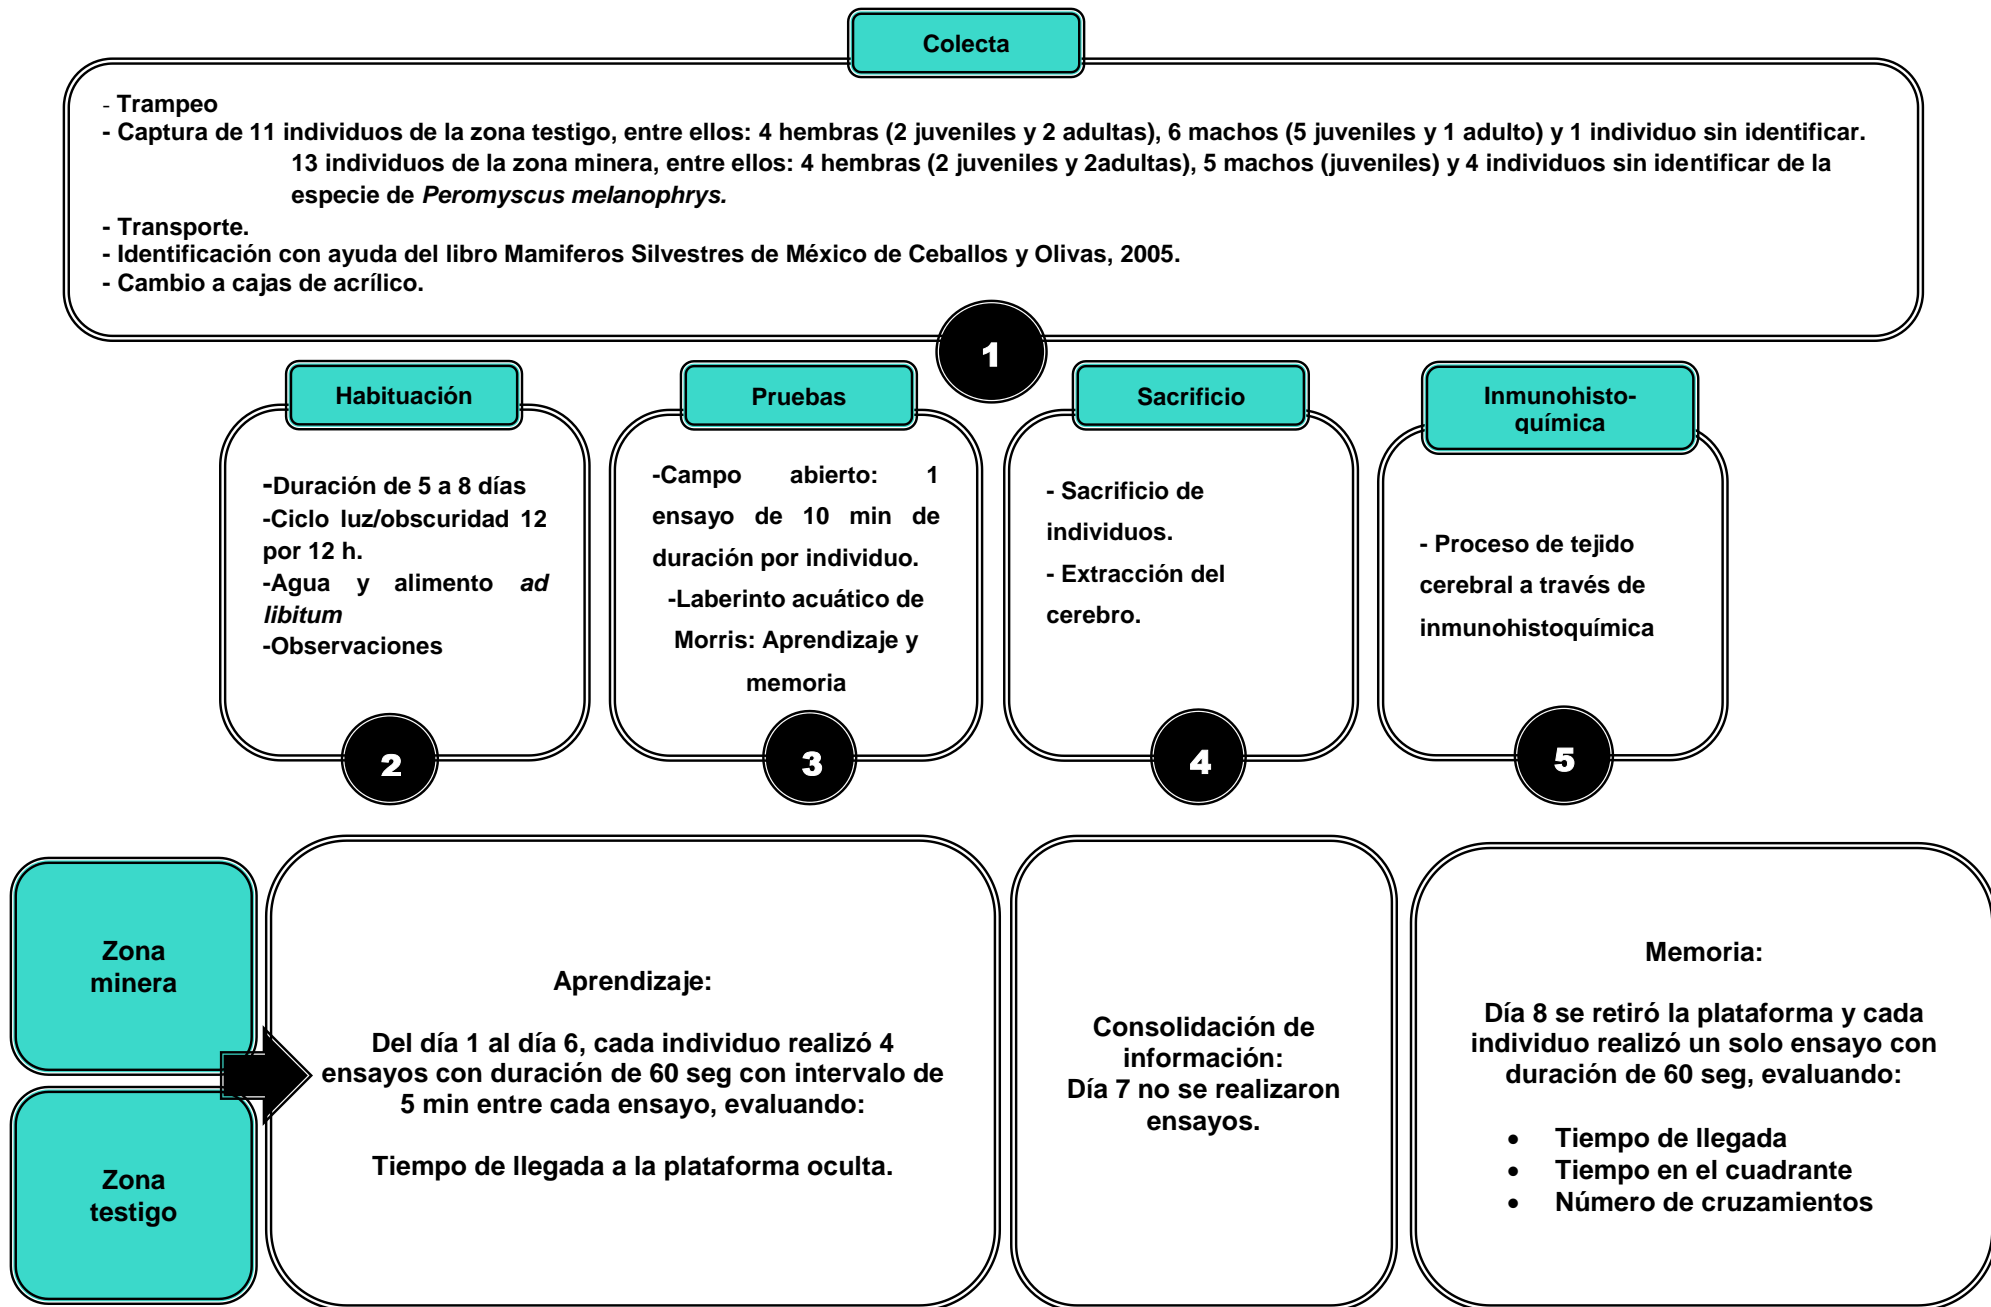 Colecta
- Trampeo
- Captura de 11 individuos de la zona testigo, entre ellos: 4 hembras (2 juveniles y 2 adultas), 6 machos (5 juveniles y 1 adulto) y 1 individuo sin identificar.
13 individuos de la zona minera, entre ellos: 4 hembras (2 juveniles y 2adultas), 5 machos (juveniles) y 4 individuos sin identificar de la
especie de Peromyscus melanophrys.
- Transporte.
- Identificación con ayuda del libro Mamiferos Silvestres de México de Ceballos y Olivas, 2005.
- Cambio a cajas de acrílico.
1
Habituación
-Duración de 5 a 8 días
-Ciclo luz/obscuridad 12
por 12 h.
-Agua y alimento ad
libitum
-Observaciones
2
Pruebas
-Campo abierto: 1
ensayo de 10 min de
duración por individuo.
-Laberinto acuático de
Morris: Aprendizaje y
memoria
3
Sacrificio
- Sacrificio de
individuos.
- Extracción del
cerebro.
4
Inmunohisto-
química
- Proceso de tejido
cerebral a través de
inmunohistoquímica
5
Zona
minera
Zona
testigo
Aprendizaje:
Del día 1 al día 6, cada individuo realizó 4
ensayos con duración de 60 seg con intervalo de
5 min entre cada ensayo, evaluando:
Tiempo de llegada a la plataforma oculta.
Consolidación de
información:
Día 7 no se realizaron
ensayos.
Memoria:
Día 8 se retiró la plataforma y cada
individuo realizó un solo ensayo con
duración de 60 seg, evaluando:
• Tiempo de llegada
• Tiempo en el cuadrante
• Número de cruzamientos